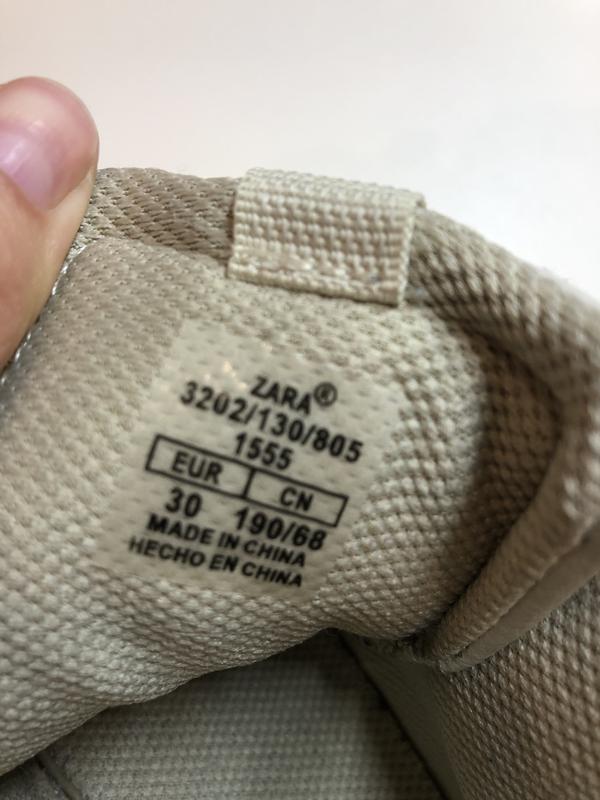 ZARA®
3202/130/805
1555
EUR CN
30 190/68
MADE IN CHINA
HECHO EN CHINA